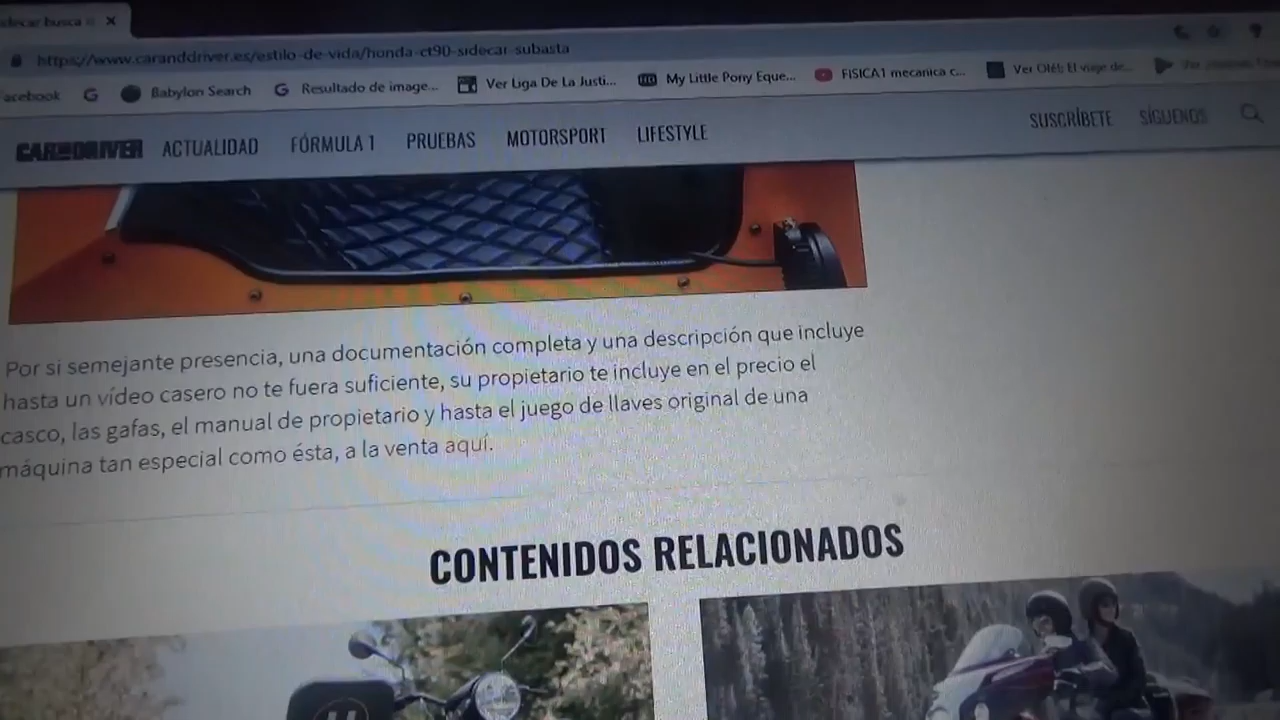 decar busca
https://www.caranddriver.es/estilo-de-vida/honda-ct90-sidecar-subasta
acebook
Babylon Search
Resultado de image...
Ver Liga De La Justi...
My Little Pony Eque...
FISICA1 mecanica c...
Ver Olé!: El viaje de...
CAR AND DRIVER
ACTUALIDAD
FÓRMULA 1
PRUEBAS
MOTORSPORT
LIFESTYLE
SUSCRÍBETE
SÍGUENOS
Por si semejante presencia, una documentación completa y una descripción que incluye
hasta un vídeo casero no te fuera suficiente, su propietario te incluye en el precio el
casco, las gafas, el manual de propietario y hasta el juego de llaves original de una
máquina tan especial como ésta, a la venta aquí.
CONTENIDOS RELACIONADOS